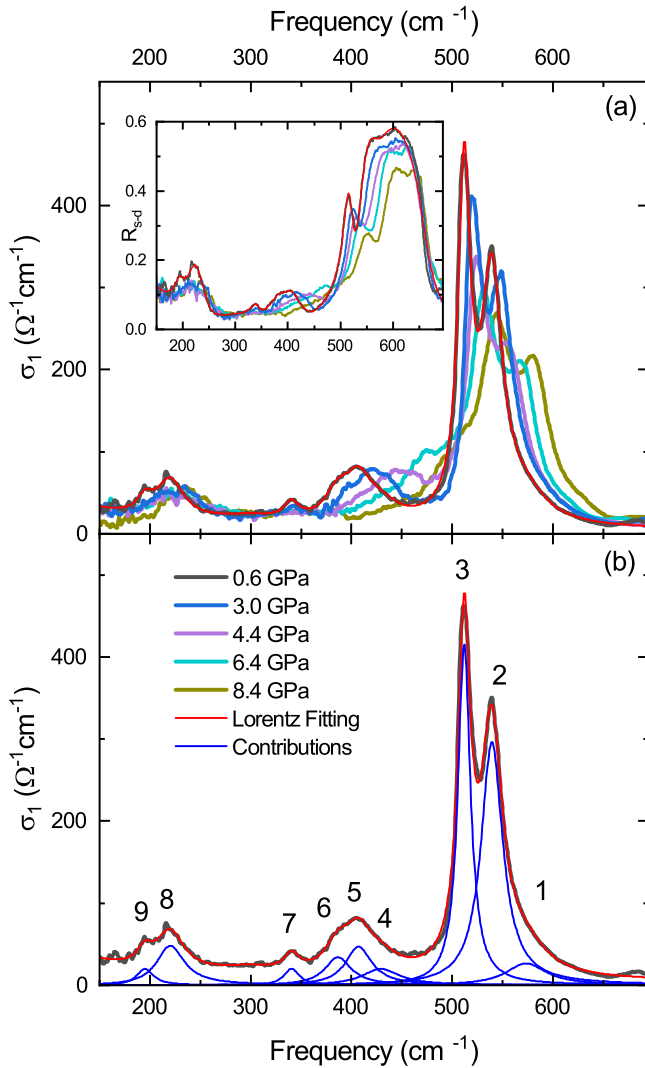 Frequency (cm ⁻¹)
200 300 400 500 600
(a)
0.6
0.4
0.2
0.0
R_{s-d}
200 300 400 500 600
400
200
0
σ₁ (Ω⁻¹cm⁻¹)
(b)
0.6 GPa
3.0 GPa
4.4 GPa
6.4 GPa
8.4 GPa
Lorentz Fitting
Contributions
3
2
1
9 8 7 6 5 4
400
200
0
σ₁ (Ω⁻¹cm⁻¹)
200 300 400 500 600
Frequency (cm ⁻¹)